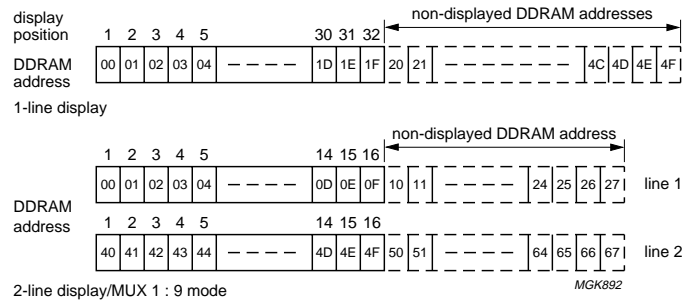 display position 1 2 3 4 5 30 31 32 non-displayed DDRAM addresses
DDRAM address 00 01 02 03 04 1D 1E 1F 20 21 4C 4D 4E 4F
1-line display
non-displayed DDRAM address
1 2 3 4 5 14 15 16
00 01 02 03 04 0D 0E 0F 10 11 24 25 26 27 line 1
DDRAM address
1 2 3 4 5 14 15 16
40 41 42 43 44 4D 4E 4F 50 51 64 65 66 67 line 2
2-line display/MUX 1 : 9 mode
MGK892